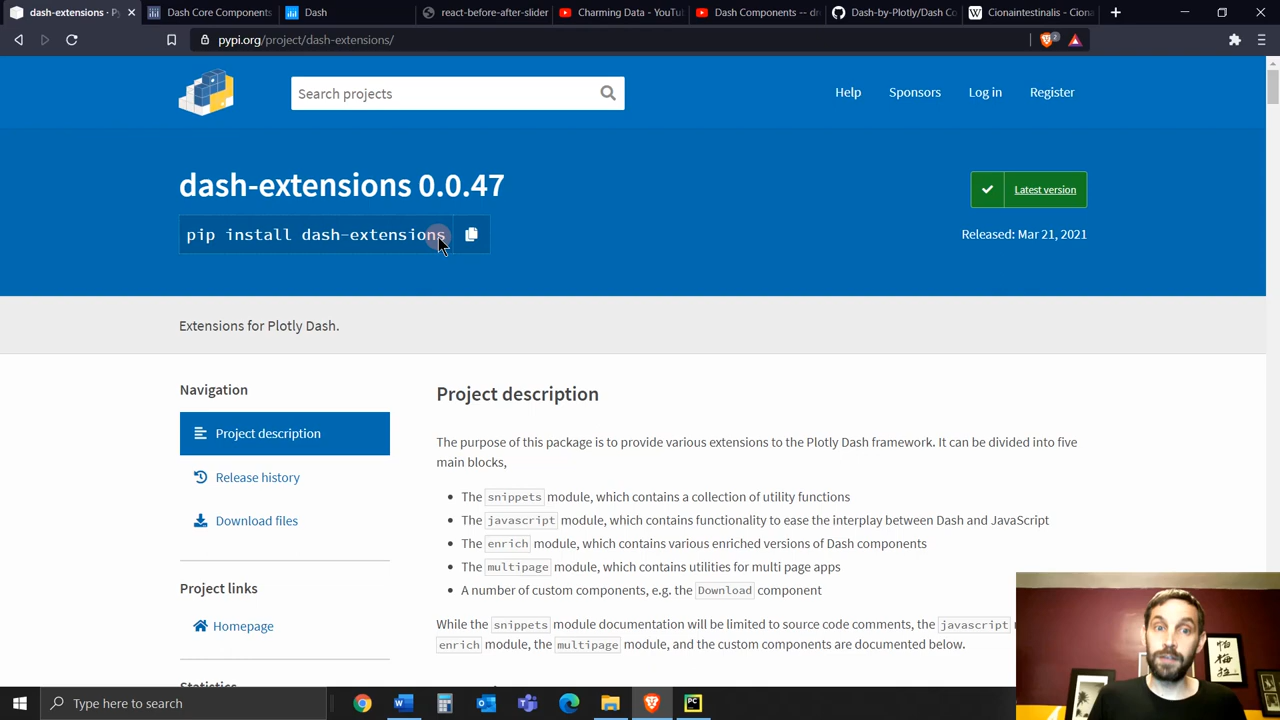 dash-extensions · P
Dash Core Components
Dash
react-before-after-slider
Charming Data - YouTu
Dash Components -- dr
Dash-by-Plotly/Dash Co
Cionaintestinalis - Ciona
pypi.org/project/dash-extensions/
2
Search projects
Help
Sponsors
Log in
Register
dash-extensions 0.0.47
pip install dash-extensions
Latest version
Released: Mar 21, 2021
Extensions for Plotly Dash.
Navigation
Project description
Release history
Download files
Project links
Homepage
Project description
The purpose of this package is to provide various extensions to the Plotly Dash framework. It can be divided into five
main blocks,
The snippets module, which contains a collection of utility functions
The javascript module, which contains functionality to ease the interplay between Dash and JavaScript
The enrich module, which contains various enriched versions of Dash components
The multipage module, which contains utilities for multi page apps
A number of custom components, e.g. the Download component
While the snippets module documentation will be limited to source code comments, the javascript
enrich module, the multipage module, and the custom components are documented below.
帕
梅
拉
Type here to search